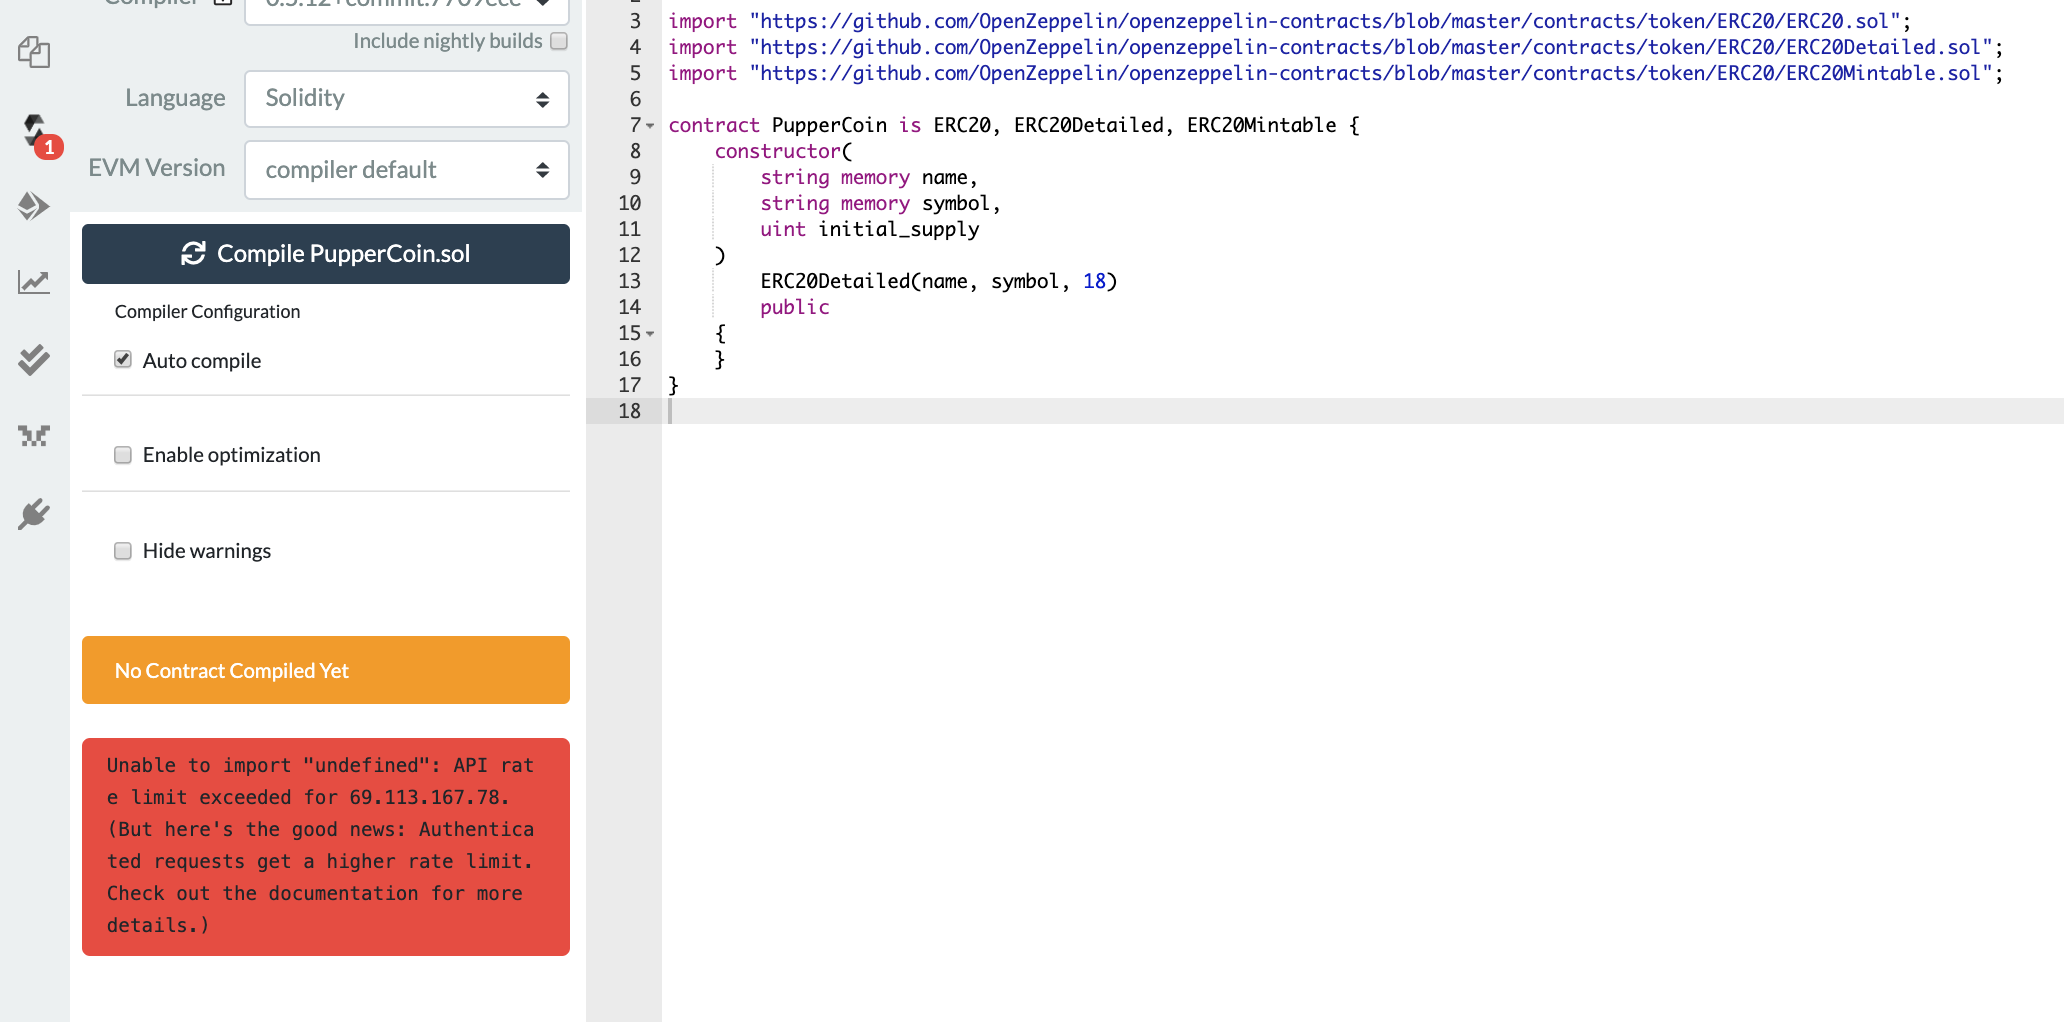 Include nightly builds
Language
Solidity
EVM Version
compiler default
1
Compile PupperCoin.sol
Compiler Configuration
Auto compile
Enable optimization
Hide warnings
No Contract Compiled Yet
Unable to import "undefined": API rat
e limit exceeded for 69.113.167.78.
(But here's the good news: Authentica
ted requests get a higher rate limit.
Check out the documentation for more
details.)
3 import "https://github.com/OpenZeppelin/openzeppelin-contracts/blob/master/contracts/token/ERC20/ERC20.sol";
4 import "https://github.com/OpenZeppelin/openzeppelin-contracts/blob/master/contracts/token/ERC20/ERC20Detailed.sol";
5 import "https://github.com/OpenZeppelin/openzeppelin-contracts/blob/master/contracts/token/ERC20/ERC20Mintable.sol";
6
7 contract PupperCoin is ERC20, ERC20Detailed, ERC20Mintable {
8 constructor(
9 string memory name,
10 string memory symbol,
11 uint initial_supply
12 )
13 ERC20Detailed(name, symbol, 18)
14 public
15 {
16 }
17 }
18